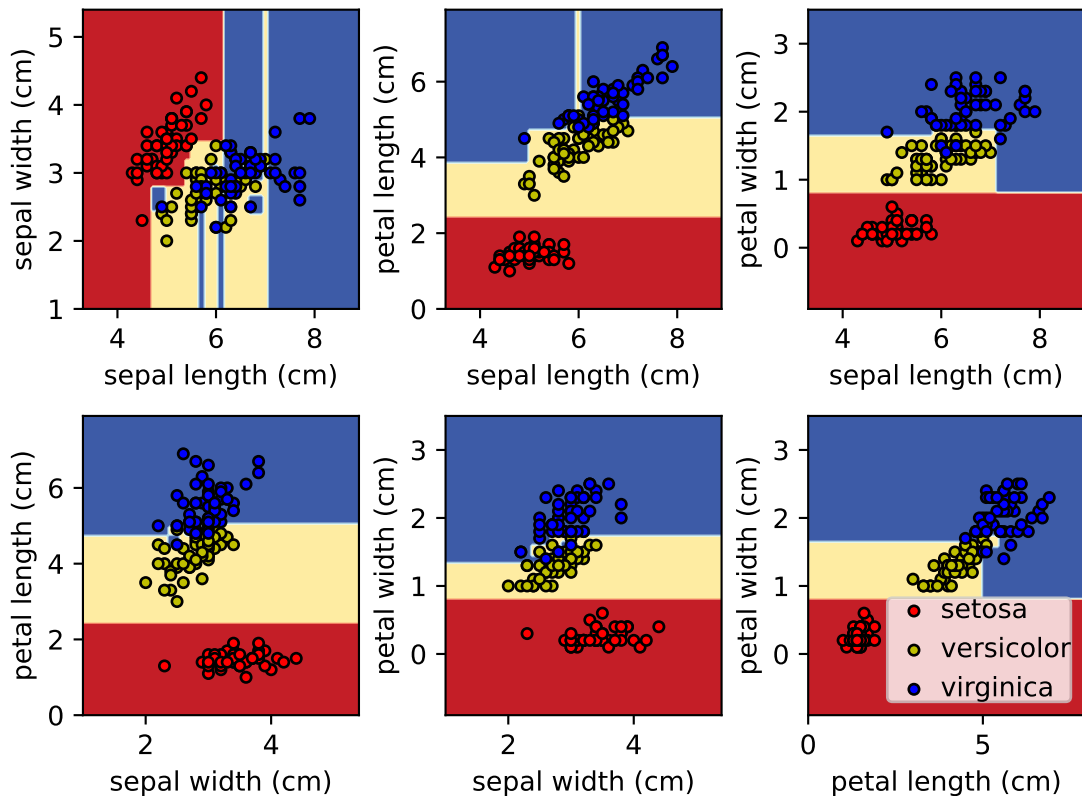 5
4
3
2
1
sepal width (cm)
4
6
8
sepal length (cm)
6
4
2
0
petal length (cm)
4
6
8
sepal length (cm)
3
2
1
0
petal width (cm)
4
6
8
sepal length (cm)
6
4
2
0
petal length (cm)
2
4
sepal width (cm)
3
2
1
0
petal width (cm)
2
4
sepal width (cm)
3
2
1
0
petal width (cm)
setosa
versicolor
virginica
0
5
petal length (cm)